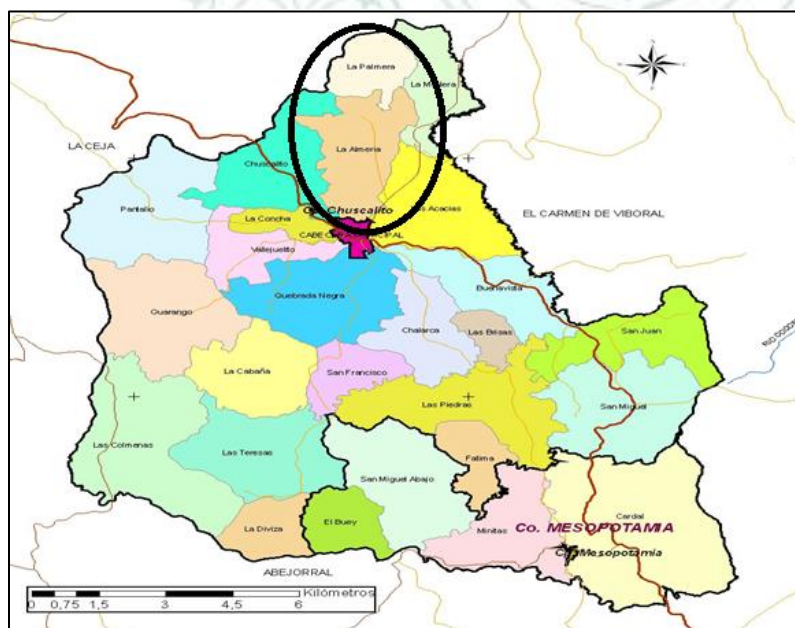 La Palmera
La Madera
LA CEJA
La Almería
Chuscalito
EL CARMEN DE VIBORAL
Pantalio
La Concha
Chuscalito
Las Acacias
Vallejuelito
CABECERA MUNICIPAL
Guarango
Quebrada Negra
Buenavista
Chalarca
Las Brisas
San Juan
La Cabaña
San Francisco
Las Piedras
San Miguel
Las Colmenas
Las Teresas
San Miguel Abajo
Fatima
Cardal
La Diviza
El Buey
Minitas
Co. MESOPOTAMIA
Mesopotamia
ABEJORRAL
Kilómetros
0 0,75 1,5 3 4,5 6